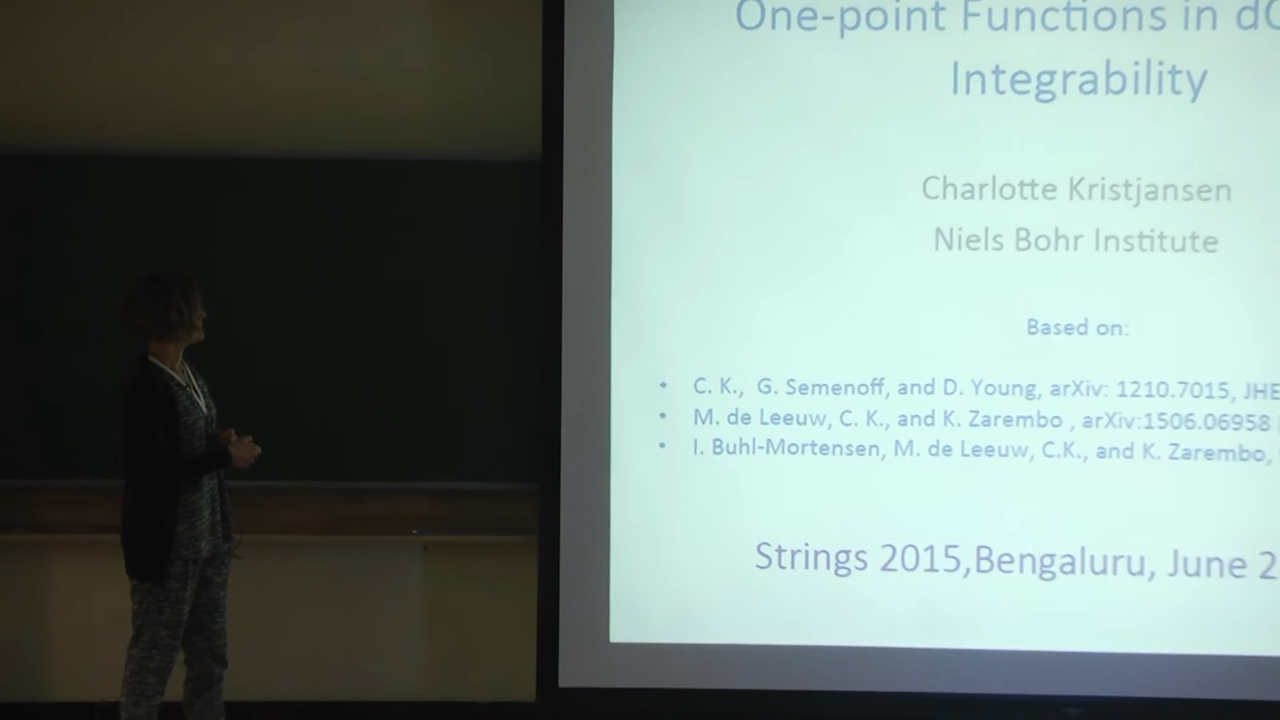 One-point Functions in dC
Integrability
Charlotte Kristjansen
Niels Bohr Institute
Based on:
• C. K., G. Semenoff, and D. Young, arXiv: 1210.7015, JHE
• M. de Leeuw, C. K., and K. Zarembo , arXiv:1506.06958
• I. Buhl-Mortensen, M. de Leeuw, C.K., and K. Zarembo,
Strings 2015,Bengaluru, June 2